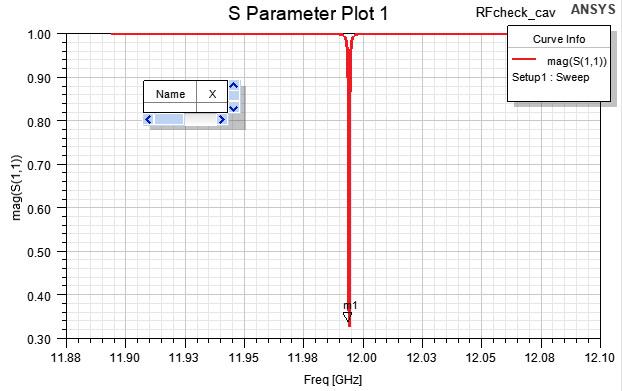 S Parameter Plot 1
RFcheck_cav
ANSYS
Curve Info
mag(S(1,1))
Setup1 : Sweep
Name X
m1
mag(S(1,1))
1.00
0.90
0.80
0.70
0.60
0.50
0.40
0.30
11.88 11.90 11.93 11.95 11.98 12.00 12.03 12.05 12.08 12.10
Freq [GHz]